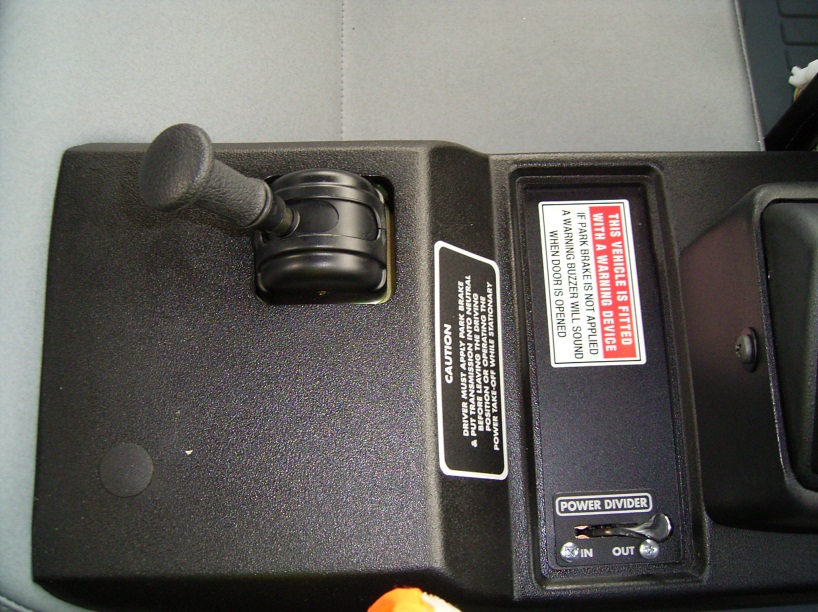 CAUTION
DRIVER MUST APPLY PARK BRAKE
& PUT TRANSMISSION INTO NEUTRAL
BEFORE LEAVING THE DRIVING
POSITION OR OPERATING THE
POWER TAKE-OFF WHILE STATIONARY
THIS VEHICLE IS FITTED
WITH A WARNING DEVICE
IF PARK BRAKE IS NOT APPLIED
A WARNING BUZZER WILL SOUND
WHEN DOOR IS OPENED
POWER DIVIDER
IN OUT